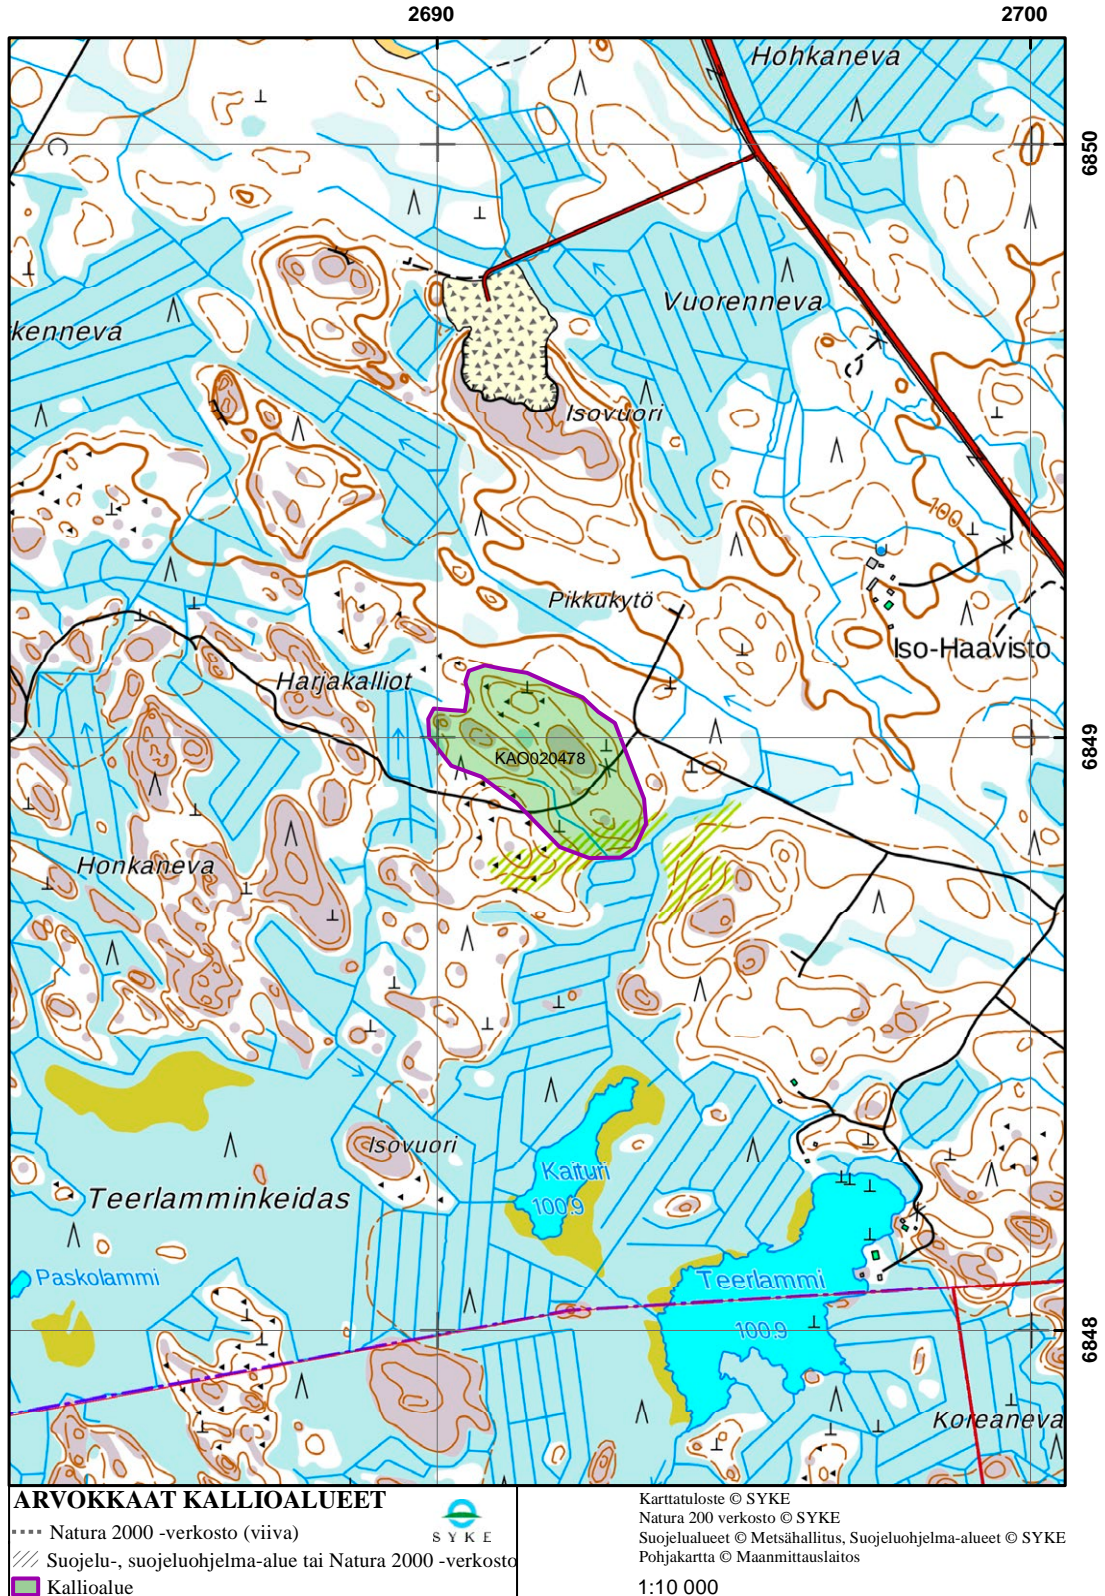 2690
2700
Hohkaneva
6850
Vuorenneva
kenneva
Isovuori
100
Pikkukytö
Iso-Haavisto
Harjakalliot
6849
KAO020478
Honkaneva
Isovuori
Kaituri
100.9
Teerlamminkeidas
Paskolammi
Teerlammi
100.9
6848
Koreaneva
ARVOKKAAT KALLIOALUEET
Natura 2000 -verkosto (viiva)
Suojelu-, suojeluohjelma-alue tai Natura 2000 -verkosto
Kallioalue
SYKE
Karttatuloste © SYKE
Natura 200 verkosto © SYKE
Suojelualueet © Metsähallitus, Suojeluohjelma-alueet © SYKE
Pohjakartta © Maanmittauslaitos
1:10 000